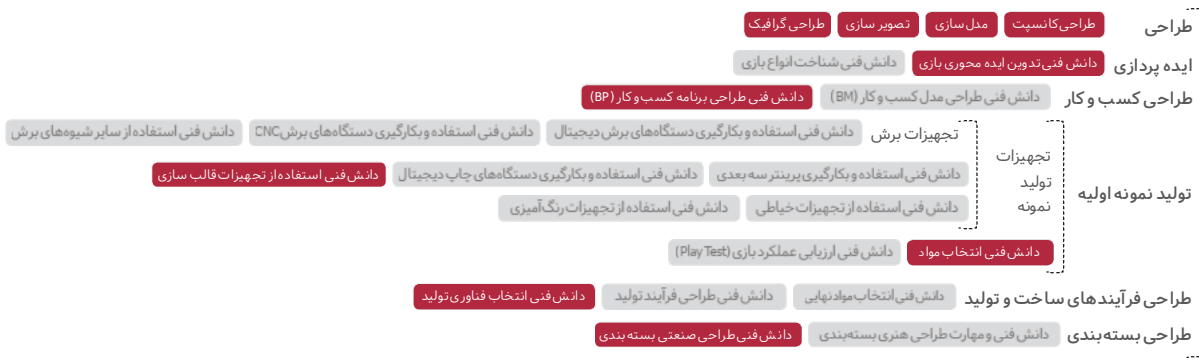 طراحی طراحی کانسپت مدل سازی تصویر سازی طراحی گرافیک
ایده پردازی دانش فنی تدوین ایده محوری بازی دانش فنی شناخت انواع بازی
طراحی کسب و کار دانش فنی طراحی مدل کسب و کار (BM) دانش فنی طراحی برنامه کسب و کار (BP)
تولید نمونه اولیه
تجهیزات
تولید
نمونه
تجهیزات برش دانش فنی استفاده و بکارگیری دستگاه‌های برش دیجیتال دانش فنی استفاده و بکارگیری دستگاه‌های برش CNC دانش فنی استفاده از سایر شیوه‌های برش
دانش فنی استفاده و بکارگیری پرینتر سه بعدی دانش فنی استفاده و بکارگیری دستگاه‌های چاپ دیجیتال دانش فنی استفاده از تجهیزات قالب سازی
دانش فنی استفاده از تجهیزات خیاطی دانش فنی استفاده از تجهیزات رنگ‌آمیزی
دانش فنی انتخاب مواد دانش فنی ارزیابی عملکرد بازی (Play Test)
طراحی فرآیندهای ساخت و تولید دانش فنی انتخاب مواد نهایی دانش فنی طراحی فرآیند تولید دانش فنی انتخاب فناوری تولید
طراحی بسته‌بندی دانش فنی و مهارت طراحی هنری بسته‌بندی دانش فنی طراحی صنعتی بسته بندی